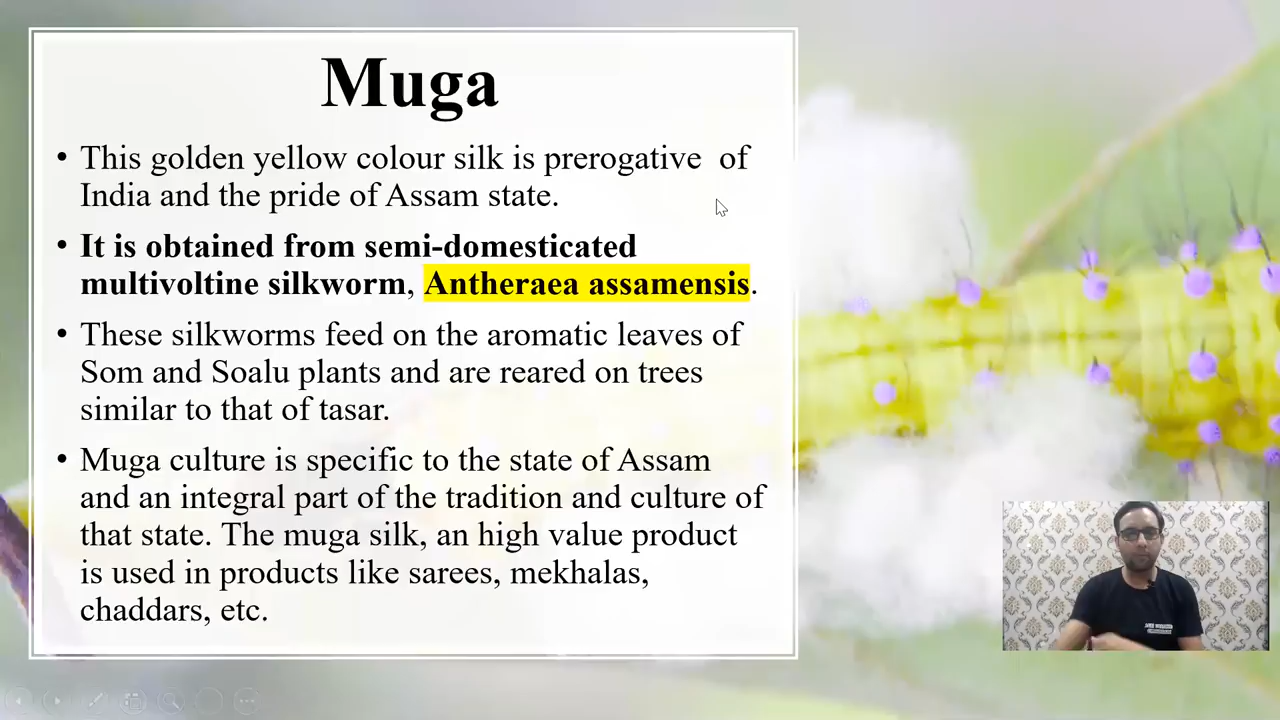 Muga
• This golden yellow colour silk is prerogative of
India and the pride of Assam state.
• It is obtained from semi-domesticated
multivoltine silkworm, Antheraea assamensis.
• These silkworms feed on the aromatic leaves of
Som and Soalu plants and are reared on trees
similar to that of tasar.
• Muga culture is specific to the state of Assam
and an integral part of the tradition and culture of
that state. The muga silk, an high value product
is used in products like sarees, mekhalas,
chaddars, etc.